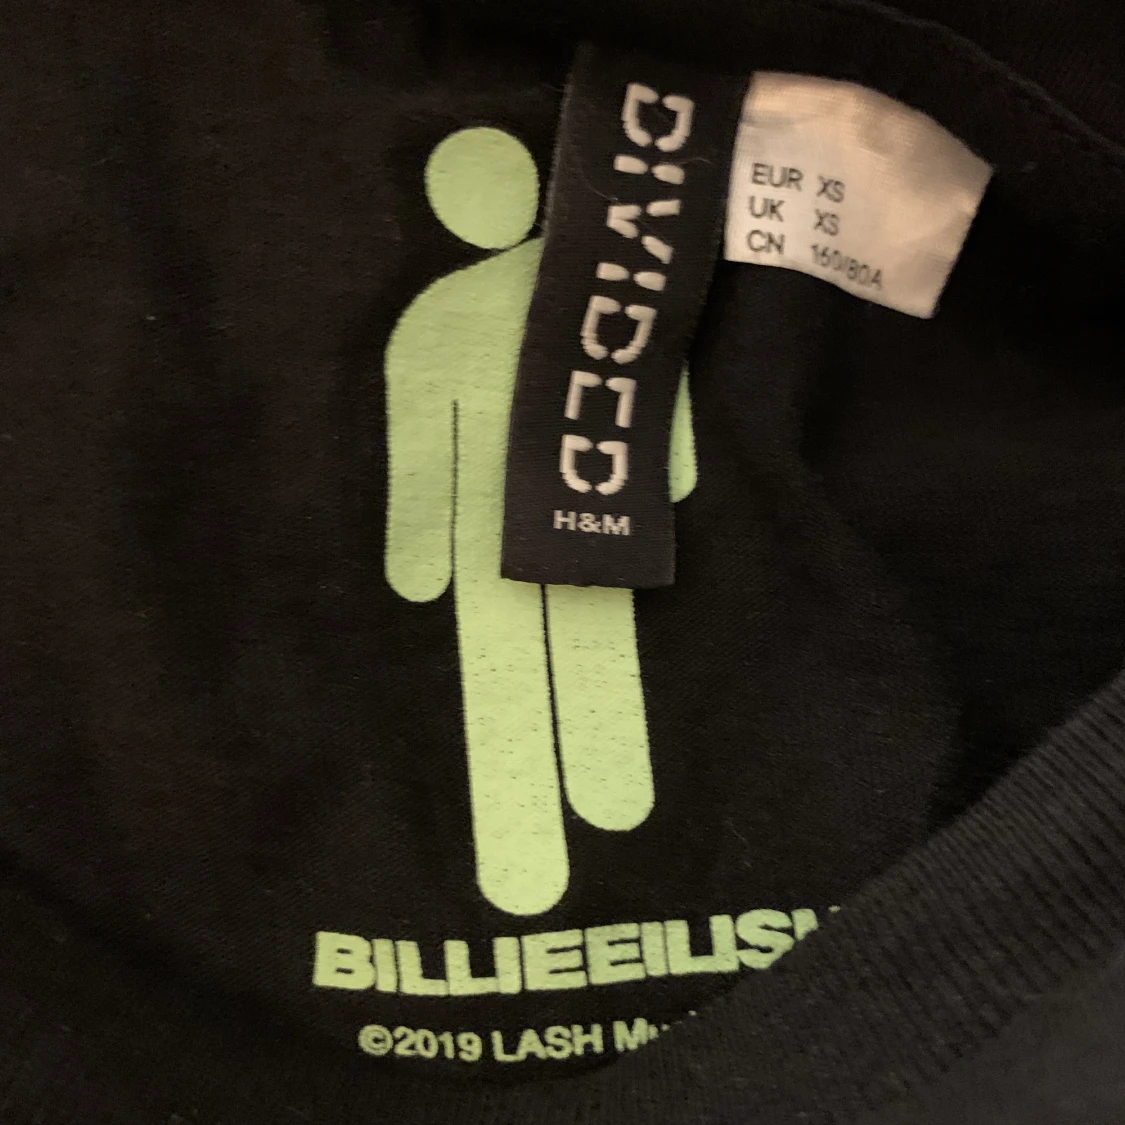 DIVIDED
H&M
EUR XS
UK XS
CN 160/80A
BILLIEEILISH
©2019 LASH